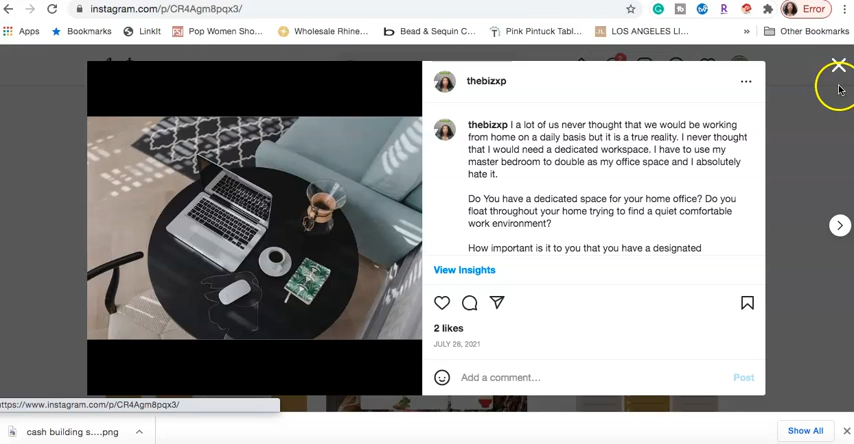 instagram.com/p/CR4Agm8pqx3/
Error
Apps
Bookmarks
LinkIt
Pop Women Sho...
Wholesale Rhine...
Bead & Sequin C...
Pink Pintuck Tabl...
LOS ANGELES LI...
»
Other Bookmarks
thebizxp
thebizxp I a lot of us never thought that we would be working
from home on a daily basis but it is a true reality. I never thought
that I would need a dedicated workspace. I have to use my
master bedroom to double as my office space and I absolutely
hate it.
Do You have a dedicated space for your home office? Do you
float throughout your home trying to find a quiet comfortable
work environment?
How important is it to you that you have a designated
View Insights
2 likes
JULY 28, 2021
Add a comment...
Post
https://www.instagram.com/p/CR4Agm8pqx3/
cash building s....png
Show All